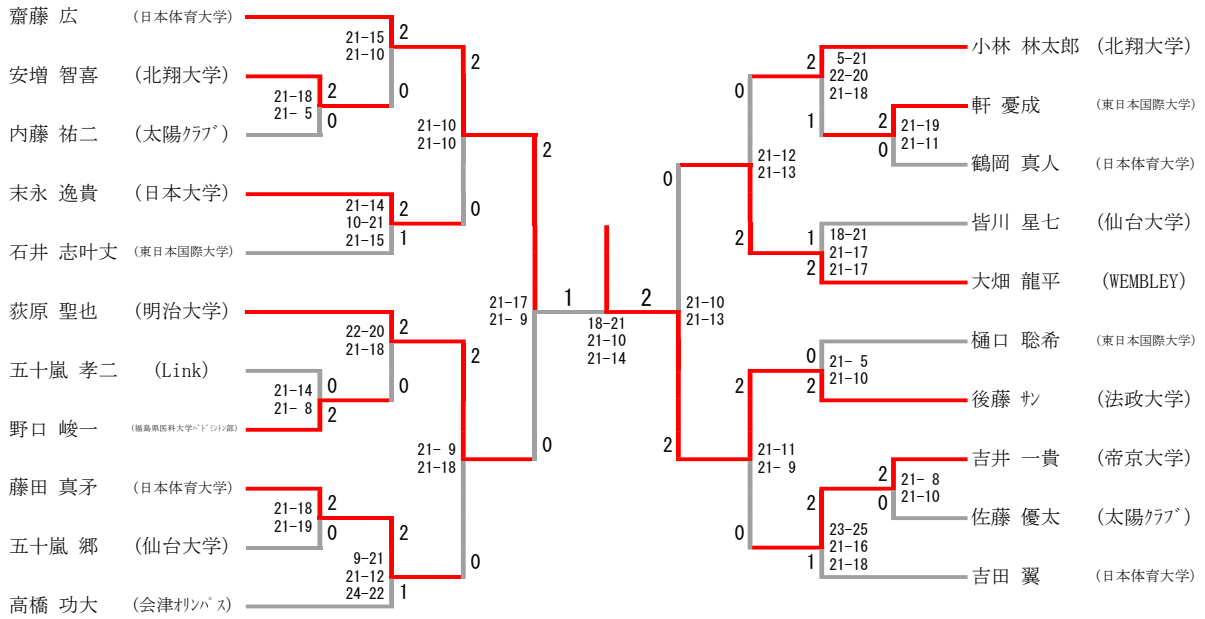 齋藤 広 (日本体育大学)
21-15 2
21-10
安増 智喜 (北翔大学)
0
21-18 2
21- 5 0
内藤 祐二 (太陽ｸﾗﾌﾞ)
2
21-10
21-10
0
末永 逸貴 (日本大学)
21-14 2
10-21
21-15 1
石井 志叶丈 (東日本国際大学)
2
21-17
21- 9
0
荻原 聖也 (明治大学)
22-20 2
21-18 0
五十嵐 孝二 (Link)
21-14 0
21- 8 2
野口 峻一 (福島県医科大学ﾊﾞﾄﾞﾐﾝﾄﾝ部)
2
21- 9
21-18
0
藤田 真矛 (日本体育大学)
21-18 2
21-19 0
五十嵐 郷 (仙台大学)
9-21 2
21-12
24-22 1
高橋 功大 (会津ｵﾘﾝﾊﾟｽ)
1 2
18-21
21-10
21-14
小林 林太郎 (北翔大学)
2 5-21
22-20
21-18
1
軒 憂成 (東日本国際大学)
2 21-19
0 21-11
鶴岡 真人 (日本体育大学)
0
21-12
21-13
2
皆川 星七 (仙台大学)
1 18-21
21-17
2 21-17
大畑 龍平 (WEMBLEY)
0
21-10
21-13
2
樋口 聡希 (東日本国際大学)
0 21- 5
2 21-10
後藤 ｻﾝ (法政大学)
2
21-11
21- 9
0
吉井 一貴 (帝京大学)
2 21- 8
0 21-10
佐藤 優太 (太陽ｸﾗﾌﾞ)
2 23-25
21-16
1 21-18
吉田 翼 (日本体育大学)